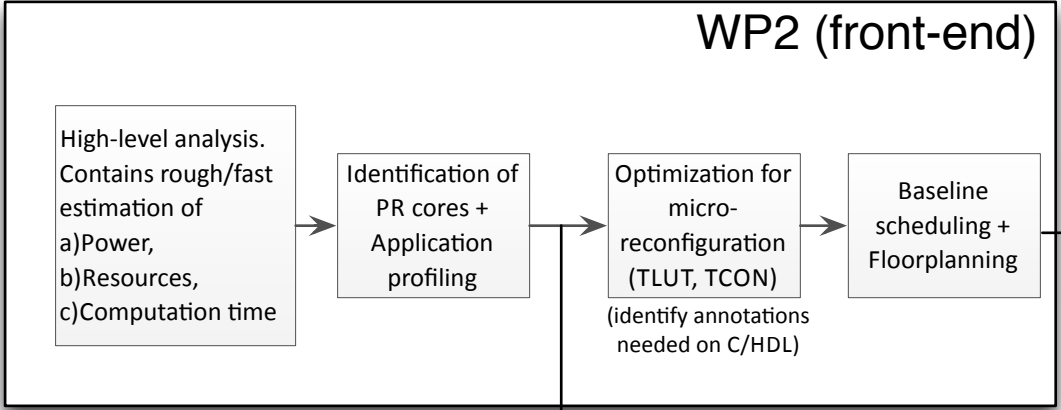 WP2 (front-end)
High-level analysis.
Contains rough/fast
estimation of
a)Power,
b)Resources,
c)Computation time
Identification of
PR cores +
Application
profiling
Optimization for
micro-
reconfiguration
(TLUT, TCON)
(identify annotations
needed on C/HDL)
Baseline
scheduling +
Floorplanning